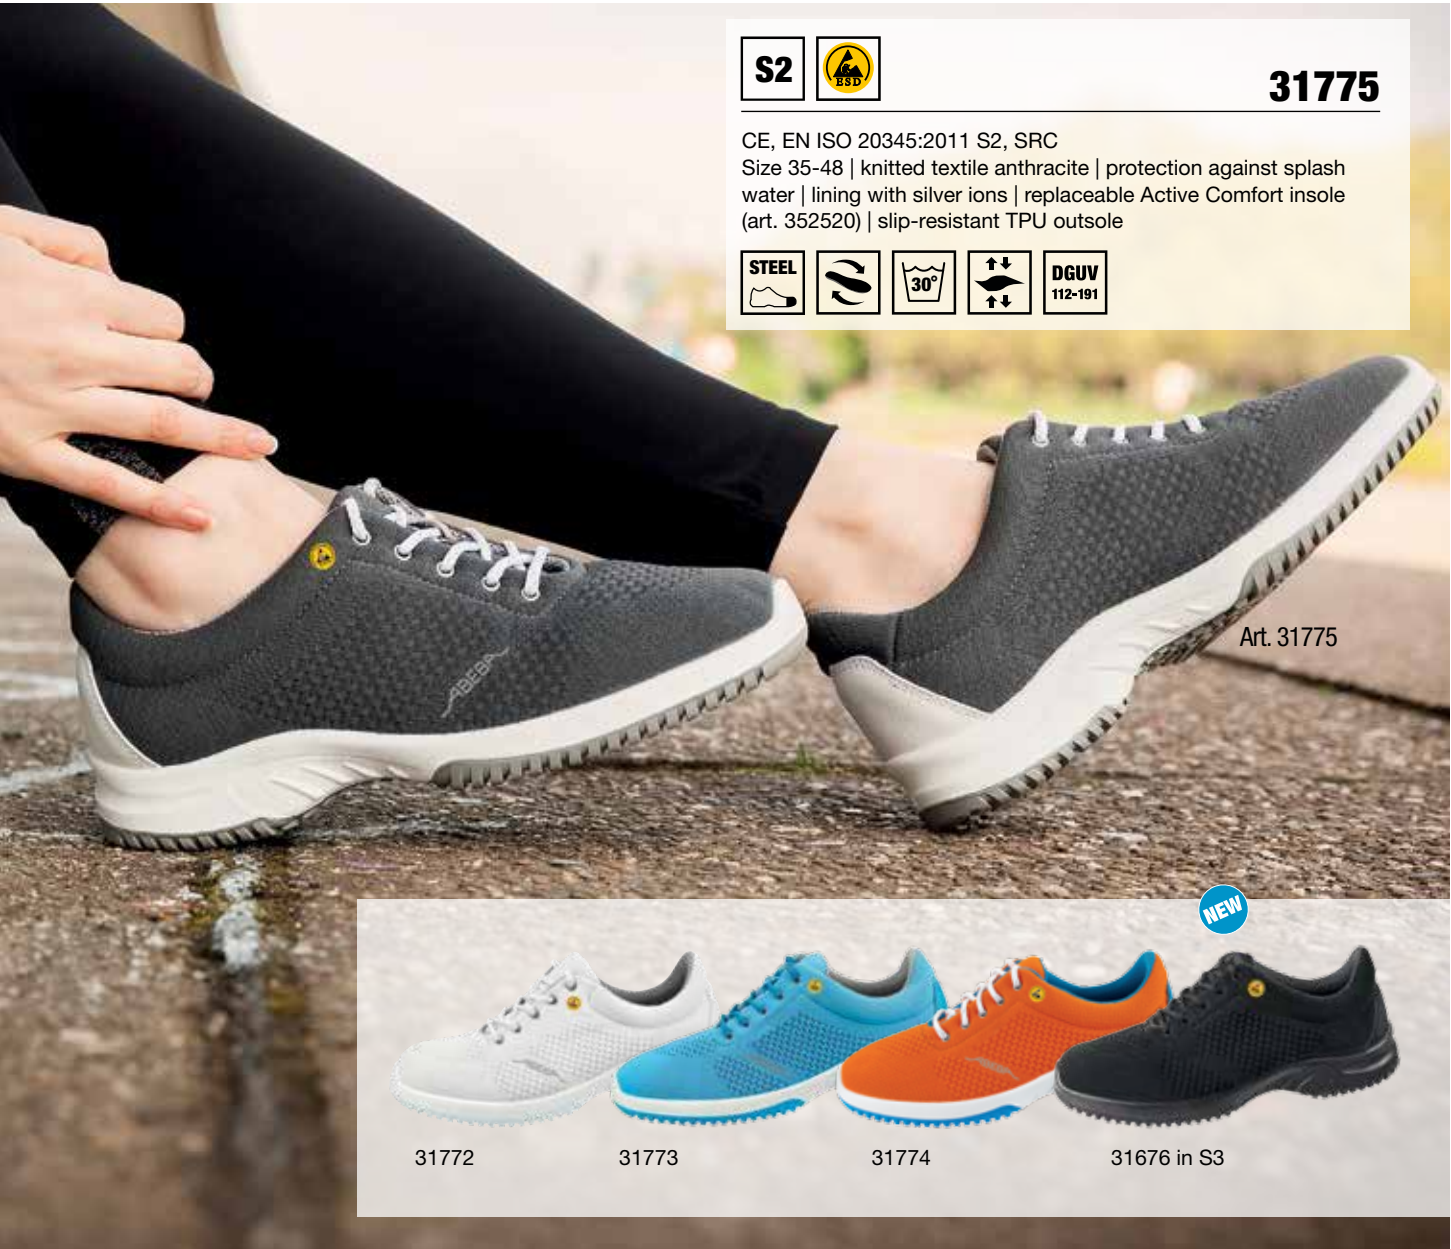 S2
ESD
31775
CE, EN ISO 20345:2011 S2, SRC
Size 35-48 | knitted textile anthracite | protection against splash
water | lining with silver ions | replaceable Active Comfort insole
(art. 352520) | slip-resistant TPU outsole
STEEL
30°
DGUV
112-191
ABEBA
Art. 31775
NEW
31772
31773
31774
31676 in S3